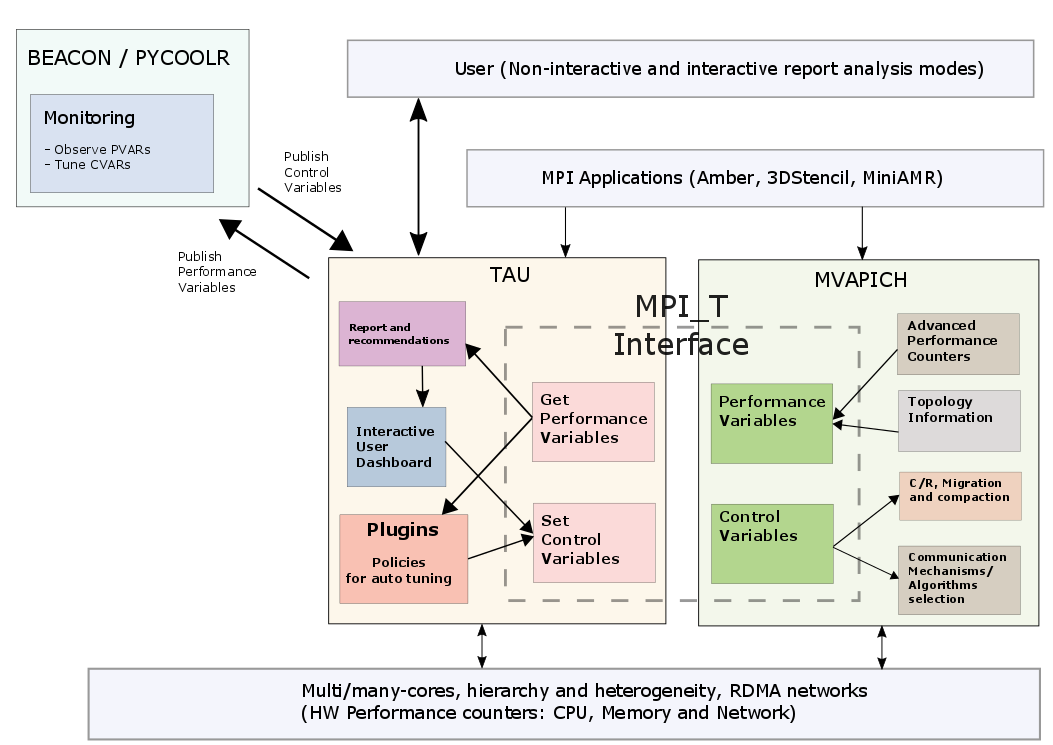 BEACON / PYCOOLR
Monitoring
- Observe PVARs
- Tune CVARs
User (Non-interactive and interactive report analysis modes)
Publish
Control
Variables
MPI Applications (Amber, 3DStencil, MiniAMR)
Publish
Performance
Variables
TAU
MVAPICH
MPI_T
Interface
Report and
recommendations
Interactive
User
Dashboard
Plugins
Policies
for auto tuning
Get
Performance
Variables
Set
Control
Variables
Performance
Variables
Control
Variables
Advanced
Performance
Counters
Topology
Information
C/R, Migration
and compaction
Communication
Mechanisms/
Algorithms
selection
Multi/many-cores, hierarchy and heterogeneity, RDMA networks
(HW Performance counters: CPU, Memory and Network)